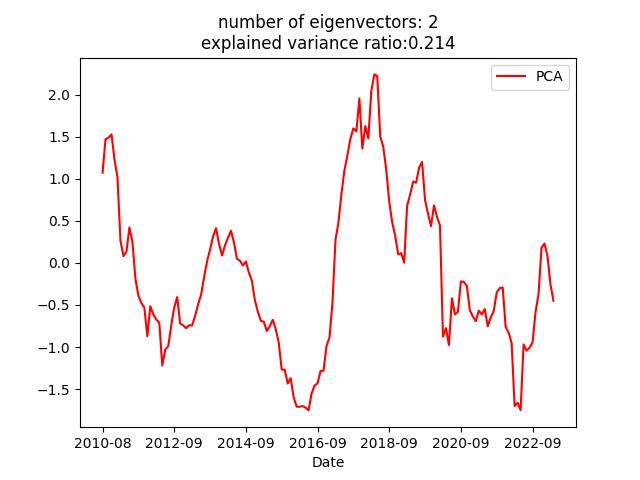 number of eigenvectors: 2
explained variance ratio:0.214
PCA
2.0
1.5
1.0
0.5
0.0
−0.5
−1.0
−1.5
2010-08 2012-09 2014-09 2016-09 2018-09 2020-09 2022-09
Date